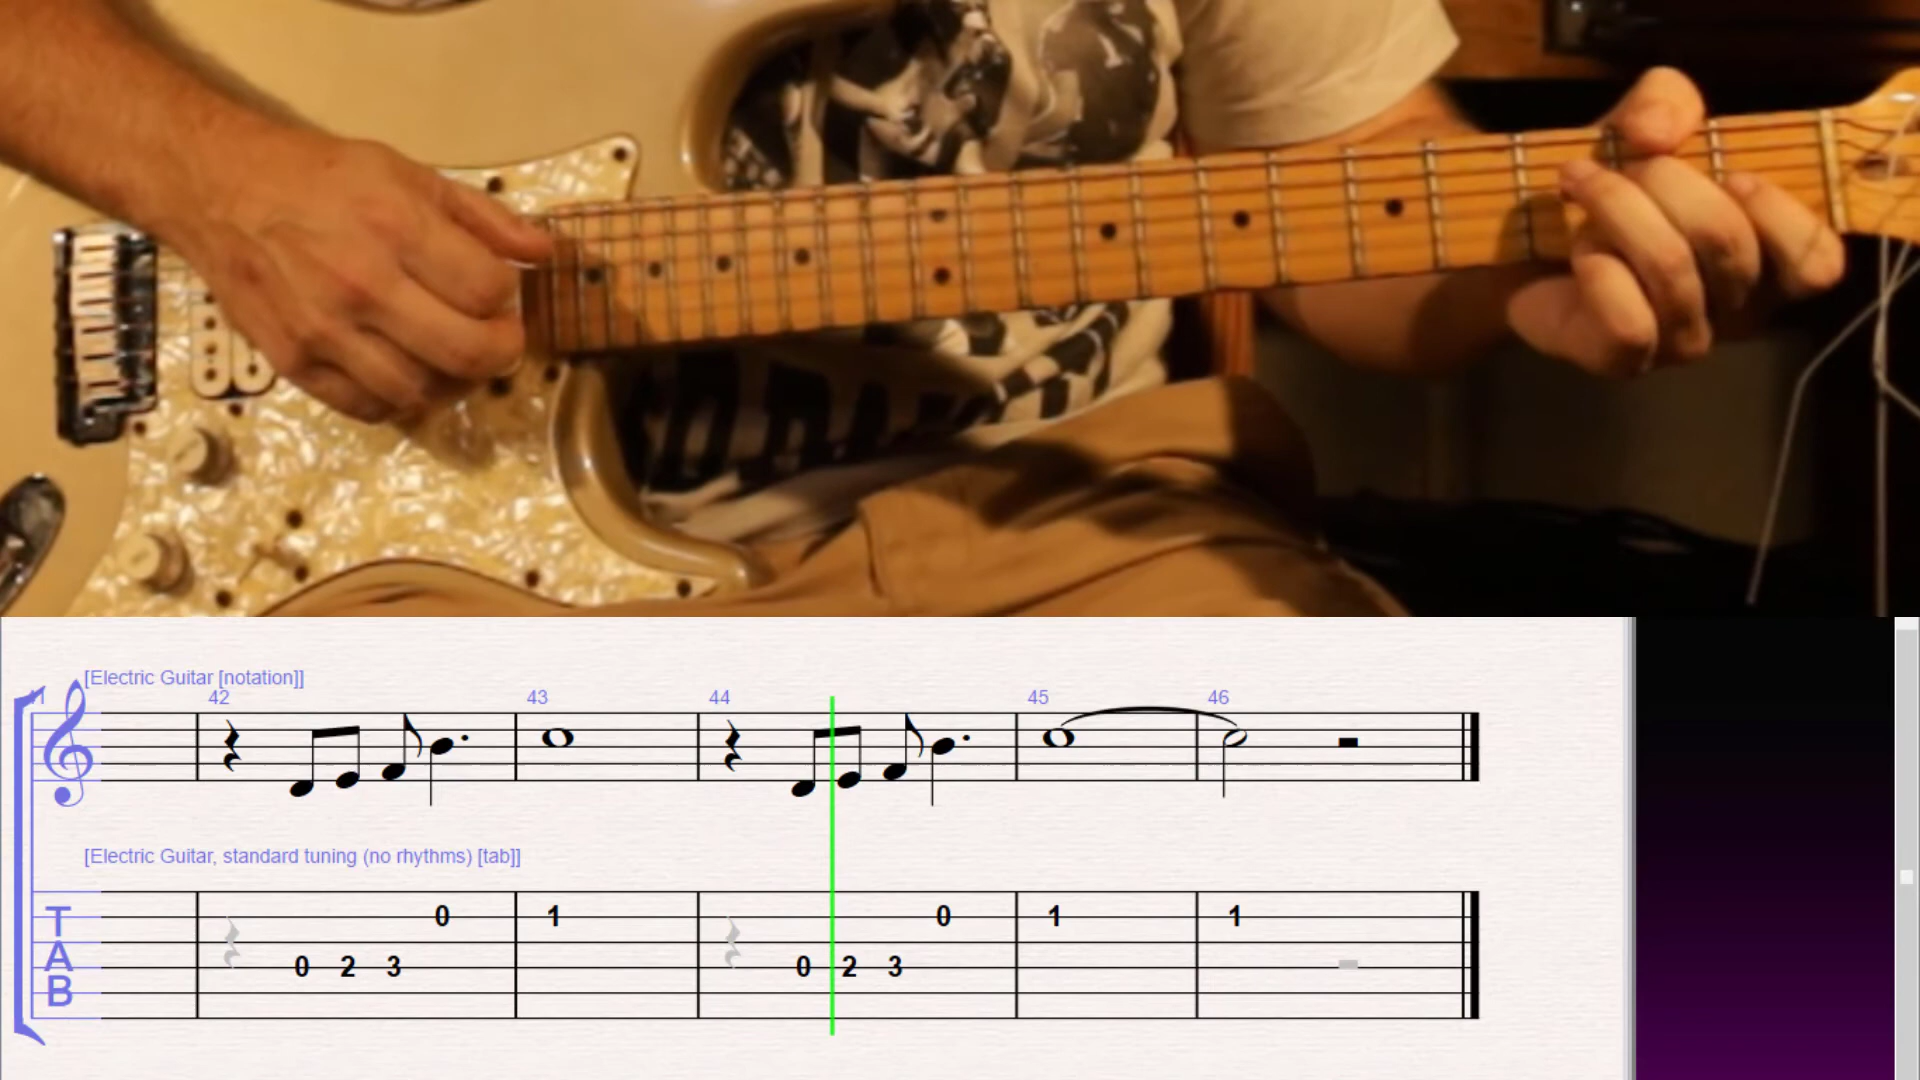 [Electric Guitar [notation]]
41 42 43 44 45 46
[Electric Guitar, standard tuning (no rhythms) [tab]]
T
A
B
0 1 0 1 1
0 2 3 0 2 3